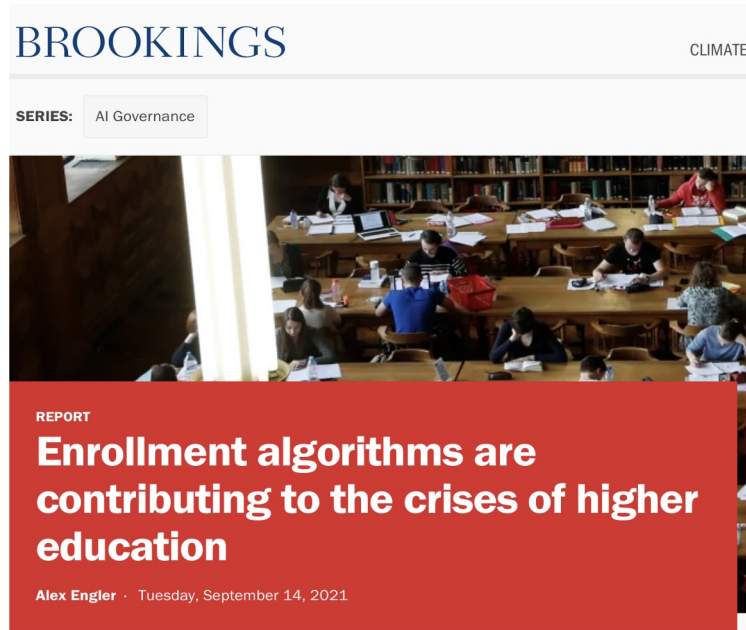 BROOKINGS
CLIMATE
SERIES: AI Governance
REPORT
Enrollment algorithms are
contributing to the crises of higher
education
Alex Engler · Tuesday, September 14, 2021